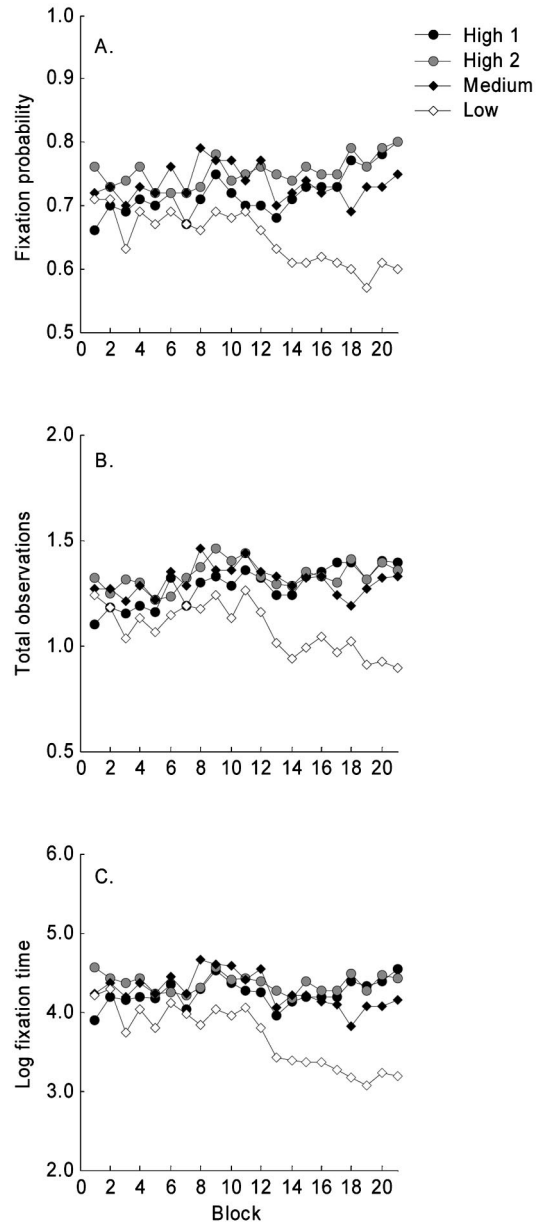 A.
High 1
High 2
Medium
Low
Fixation probability
1.0
0.9
0.8
0.7
0.6
0.5
0 2 4 6 8 10 12 14 16 18 20
B.
Total observations
2.0
1.5
1.0
0.5
0 2 4 6 8 10 12 14 16 18 20
C.
Log fixation time
6.0
5.0
4.0
3.0
2.0
0 2 4 6 8 10 12 14 16 18 20
Block